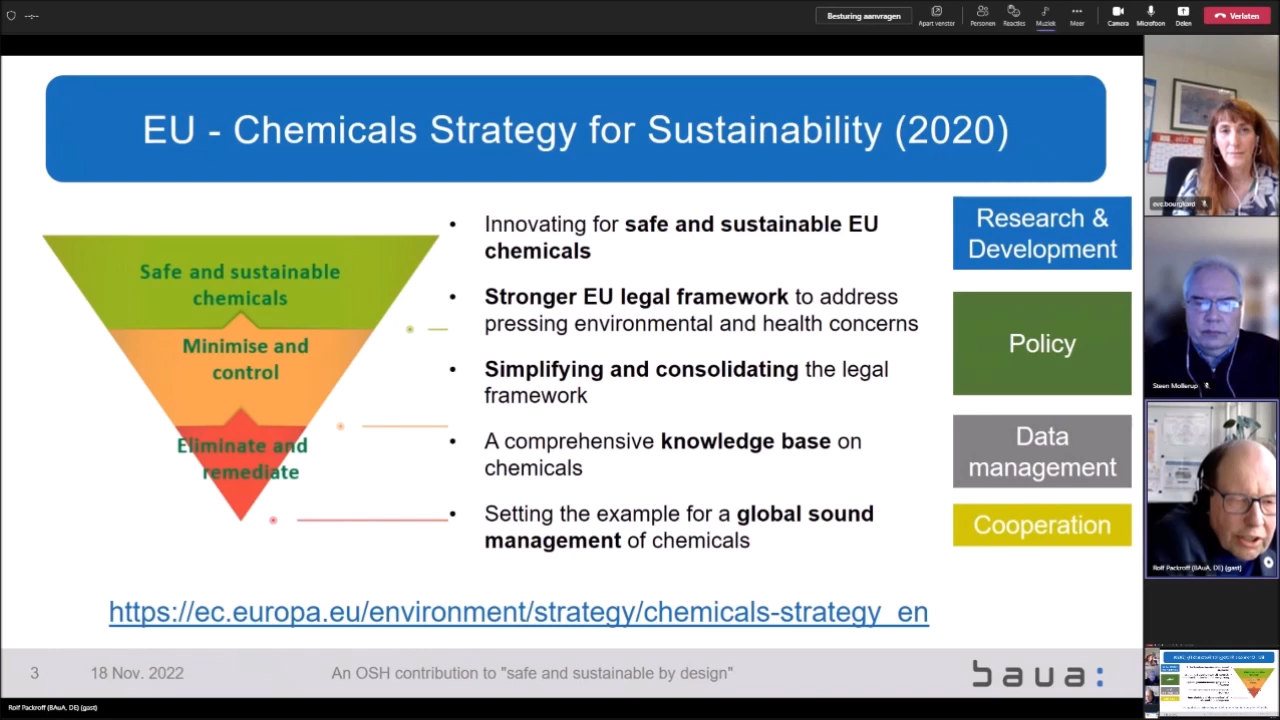 Besturing aanvragen
Apart venster
Personen
Reacties
Muziek
Meer
Camera
Microfoon
Delen
Verlaten
EU - Chemicals Strategy for Sustainability (2020)
Safe and sustainable
chemicals
Minimise and
control
Eliminate and
remediate
• Innovating for safe and sustainable EU
chemicals
• Stronger EU legal framework to address
pressing environmental and health concerns
• Simplifying and consolidating the legal
framework
• A comprehensive knowledge base on
chemicals
• Setting the example for a global sound
management of chemicals
Research &
Development
Policy
Data
management
Cooperation
https://ec.europa.eu/environment/strategy/chemicals-strategy_en
3
18 Nov. 2022
An OSH contribution
sustainable by design"
baua:
eve.bourgkard
Steen Mollerup
Rolf Packroff (BAuA, DE) (gast)
Rolf Packroff (BAuA, DE) (gast)